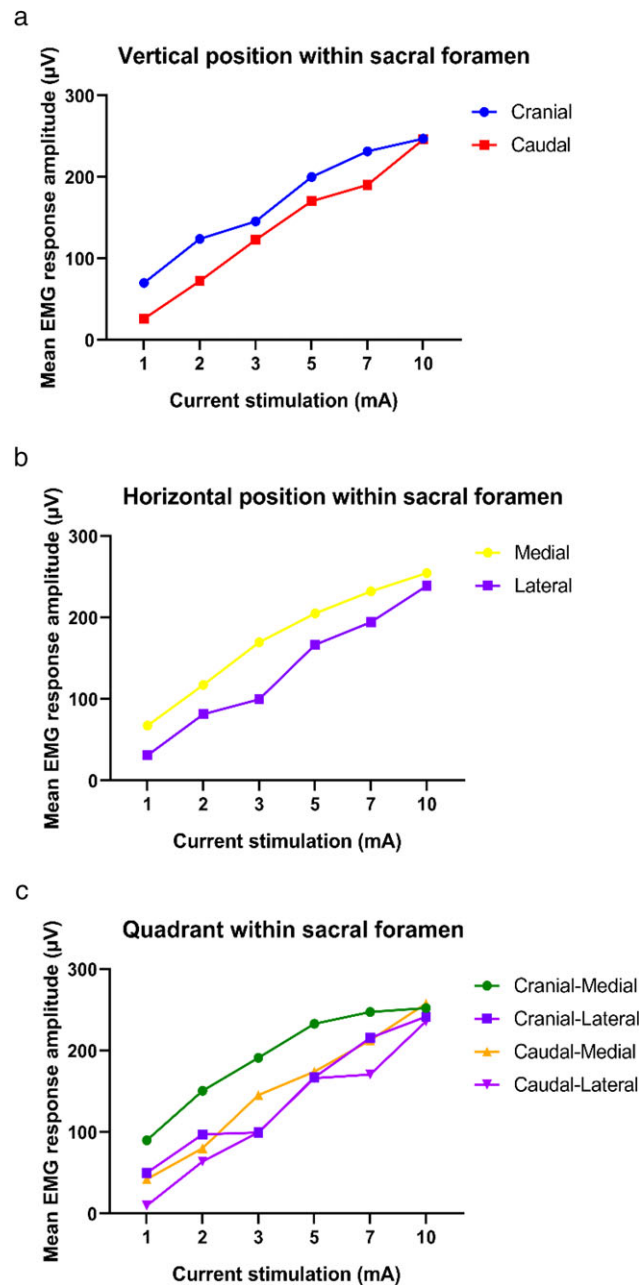 a
Vertical position within sacral foramen
Mean EMG response amplitude (µV)
300
200
100
0
1 2 3 5 7 10
Current stimulation (mA)
Cranial
Caudal
b
Horizontal position within sacral foramen
Mean EMG response amplitude (µV)
300
200
100
0
1 2 3 5 7 10
Current stimulation (mA)
Medial
Lateral
c
Quadrant within sacral foramen
Mean EMG response amplitude (µV)
300
200
100
0
1 2 3 5 7 10
Current stimulation (mA)
Cranial-Medial
Cranial-Lateral
Caudal-Medial
Caudal-Lateral